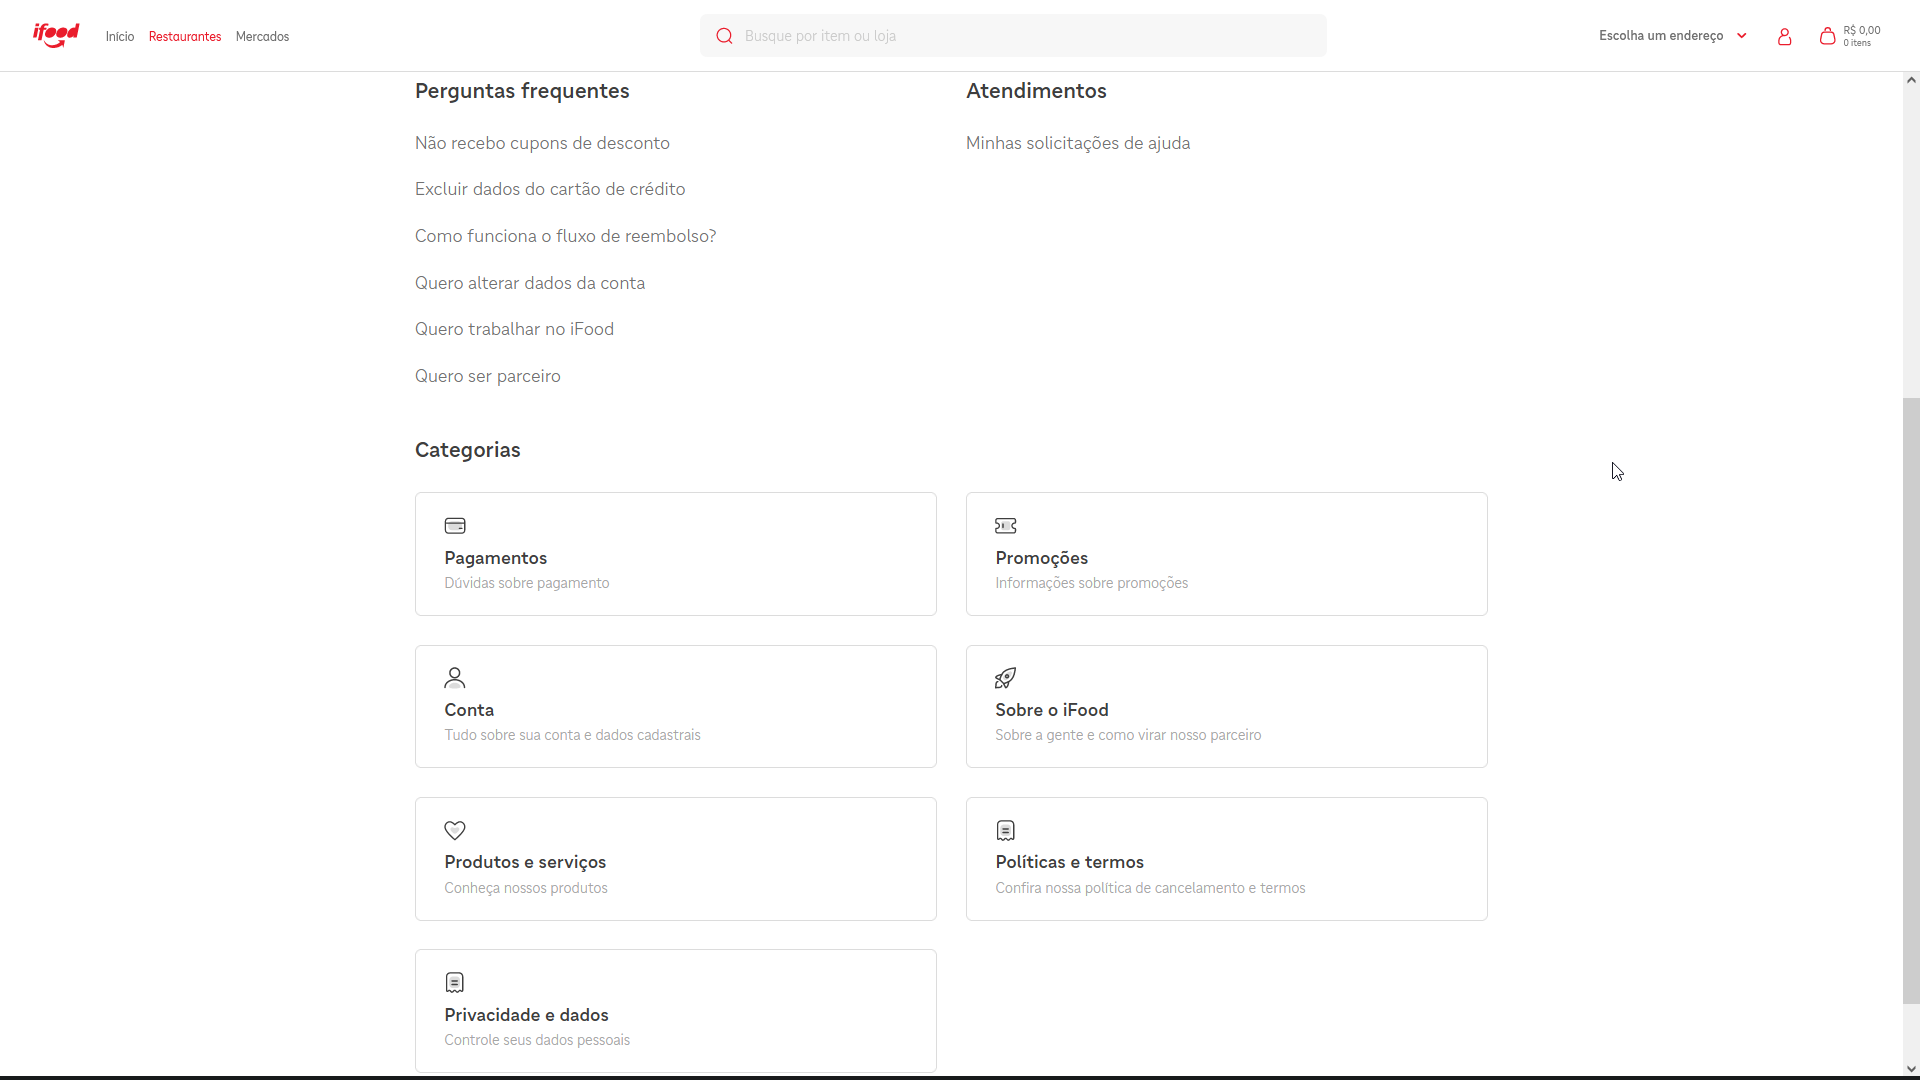 ifood
Início Restaurantes Mercados
Busque por item ou loja
Escolha um endereço
R$ 0,00
0 itens
Perguntas frequentes
Não recebo cupons de desconto
Excluir dados do cartão de crédito
Como funciona o fluxo de reembolso?
Quero alterar dados da conta
Quero trabalhar no iFood
Quero ser parceiro
Atendimentos
Minhas solicitações de ajuda
Categorias
Pagamentos
Dúvidas sobre pagamento
Promoções
Informações sobre promoções
Conta
Tudo sobre sua conta e dados cadastrais
Sobre o iFood
Sobre a gente e como virar nosso parceiro
Produtos e serviços
Conheça nossos produtos
Políticas e termos
Confira nossa política de cancelamento e termos
Privacidade e dados
Controle seus dados pessoais